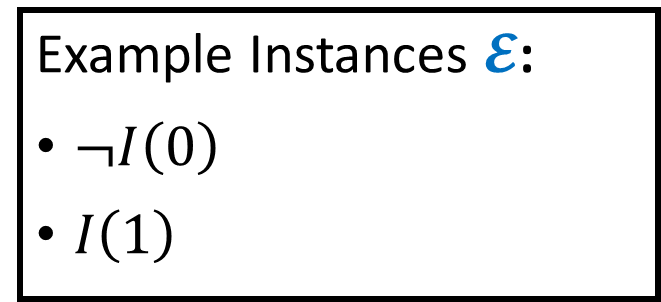 Example Instances ℰ:
• ¬𝐼(0)
• 𝐼(1)